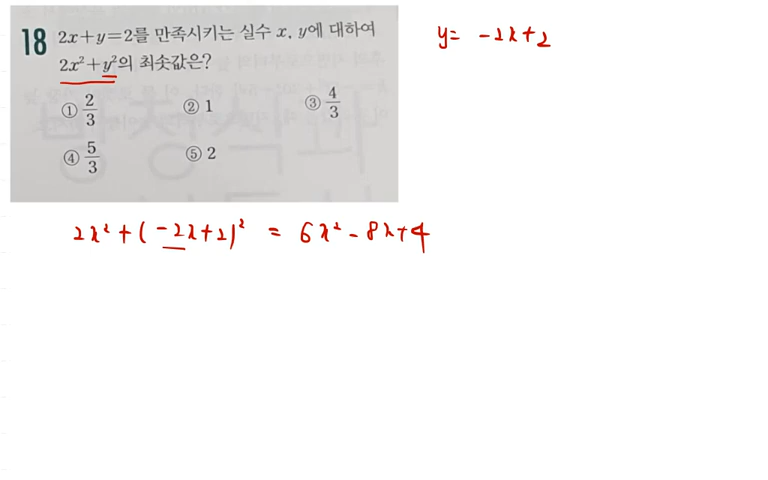 18 2x+y=2를 만족시키는 실수 x, y에 대하여
2x²+y²의 최솟값은?
① 2/3 ② 1 ③ 4/3
④ 5/3 ⑤ 2
y= -2x+2
2x²+(-2x+2)² = 6x²-8x+4